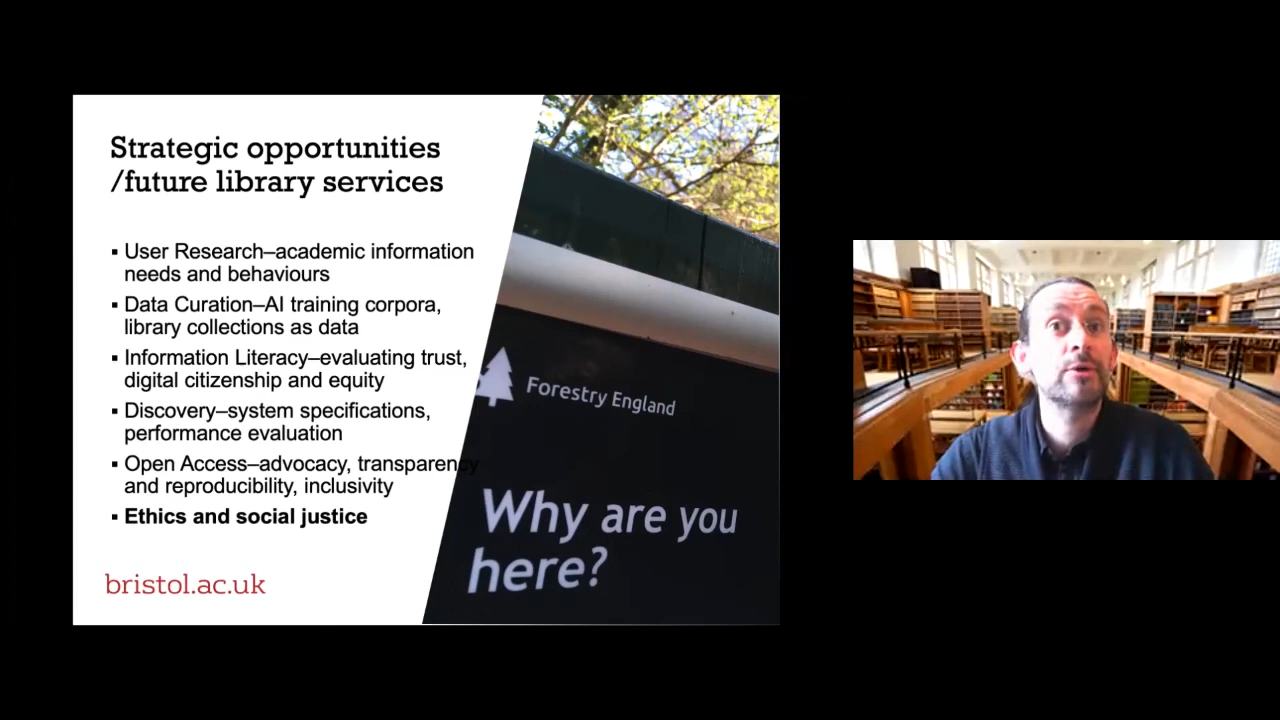 Strategic opportunities
/future library services
▪ User Research–academic information
needs and behaviours
▪ Data Curation–AI training corpora,
library collections as data
▪ Information Literacy–evaluating trust,
digital citizenship and equity
▪ Discovery–system specifications,
performance evaluation
▪ Open Access–advocacy, transparency
and reproducibility, inclusivity
▪ Ethics and social justice
bristol.ac.uk
Forestry England
Why are you
here?